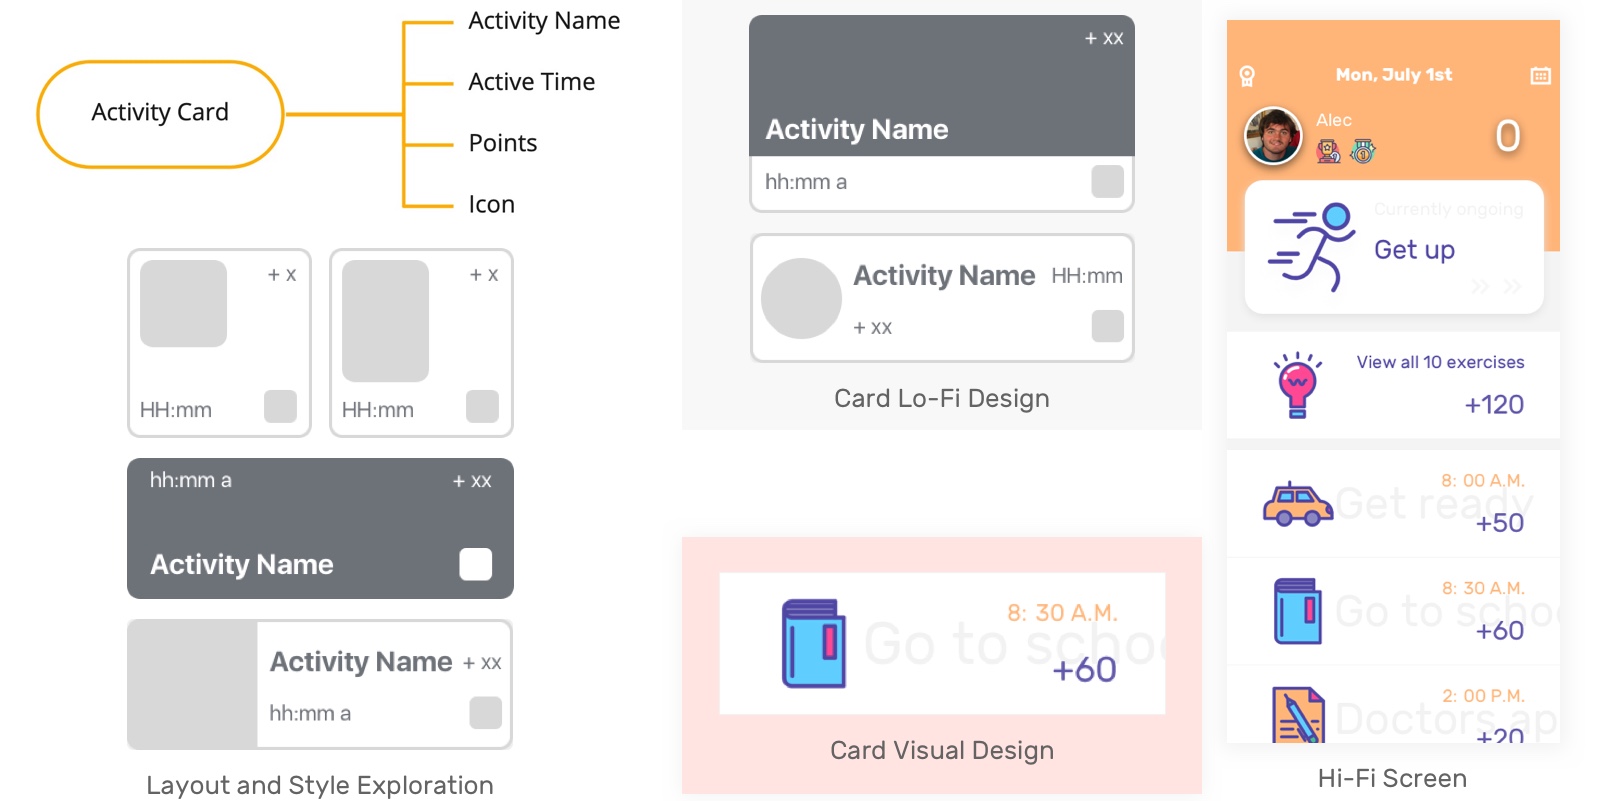 Activity Card
Activity Name
Active Time
Points
Icon
+ x
HH:mm
+ x
HH:mm
hh:mm a
+ xx
Activity Name
Activity Name + xx
hh:mm a
Layout and Style Exploration
+ xx
Activity Name
hh:mm a
Activity Name HH:mm
+ xx
Card Lo-Fi Design
8: 30 A.M.
Go to schoo
+60
Card Visual Design
Mon, July 1st
Alec
0
Currently ongoing
Get up
View all 10 exercises
+120
8: 00 A.M.
Get ready
+50
8: 30 A.M.
Go to schoo
+60
2: 00 P.M.
Doctors ap
+20
Hi-Fi Screen